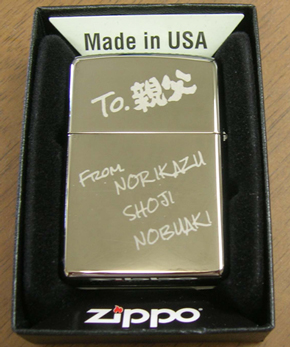 Made in USA
To.親父
FROM NORIKAZU
SHOJI
NOBUAKI
zippo